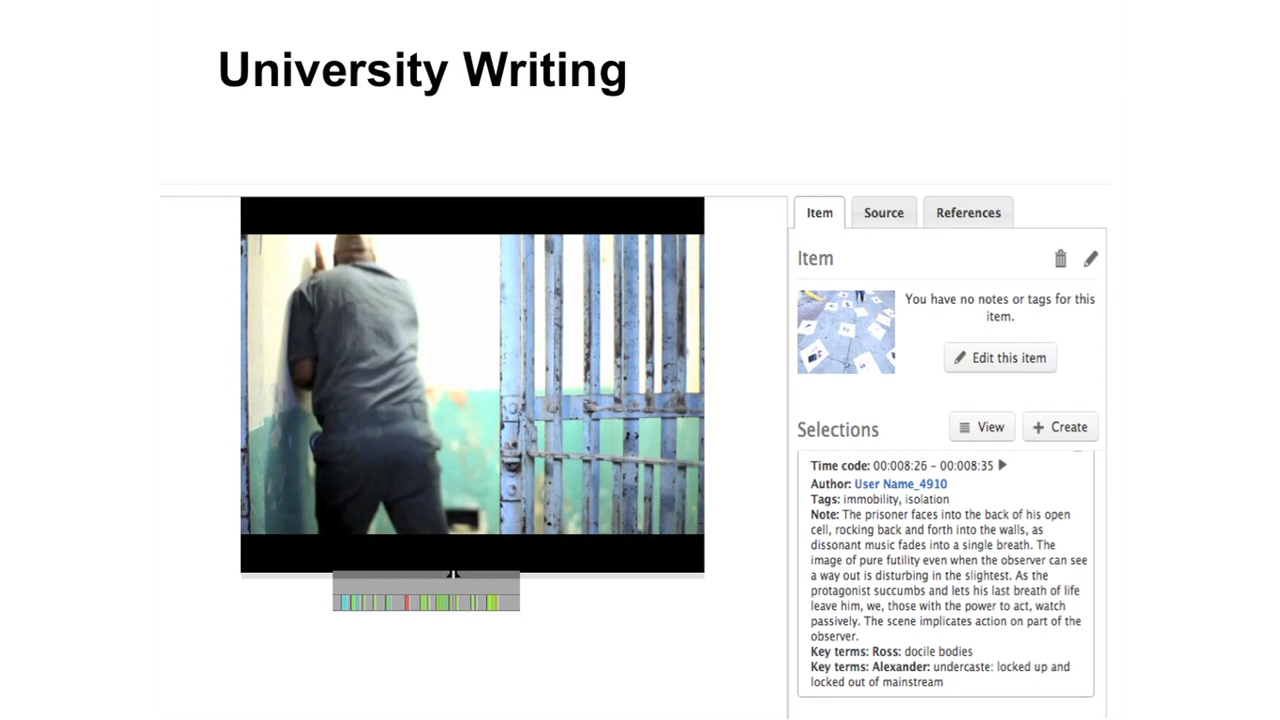 University Writing
Item
Source
References
Item
You have no notes or tags for this
item.
Edit this item
Selections
View
Create
Time code: 00:008:26 – 00:008:35
Author: User Name_4910
Tags: immobility, isolation
Note: The prisoner faces into the back of his open
cell, rocking back and forth into the walls, as
dissonant music fades into a single breath. The
image of pure futility even when the observer can see
a way out is disturbing in the slightest. As the
protagonist succumbs and lets his last breath of life
leave him, we, those with the power to act, watch
passively. The scene implicates action on part of the
observer.
Key terms: Ross: docile bodies
Key terms: Alexander: undercaste: locked up and
locked out of mainstream